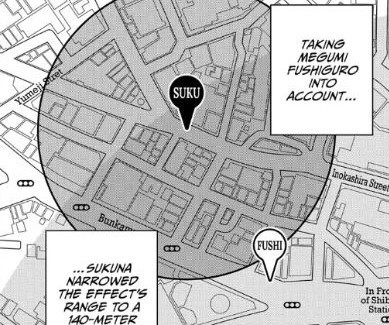 TAKING
MEGUMI
FUSHIGURO
INTO
ACCOUNT...
SUKU
Yumeji Street
Inokashira Street
Bunkam
FUSHI
...SUKUNA
NARROWED
THE EFFECT'S
RANGE TO A
140-METER
In Fro
of Shib
Statio